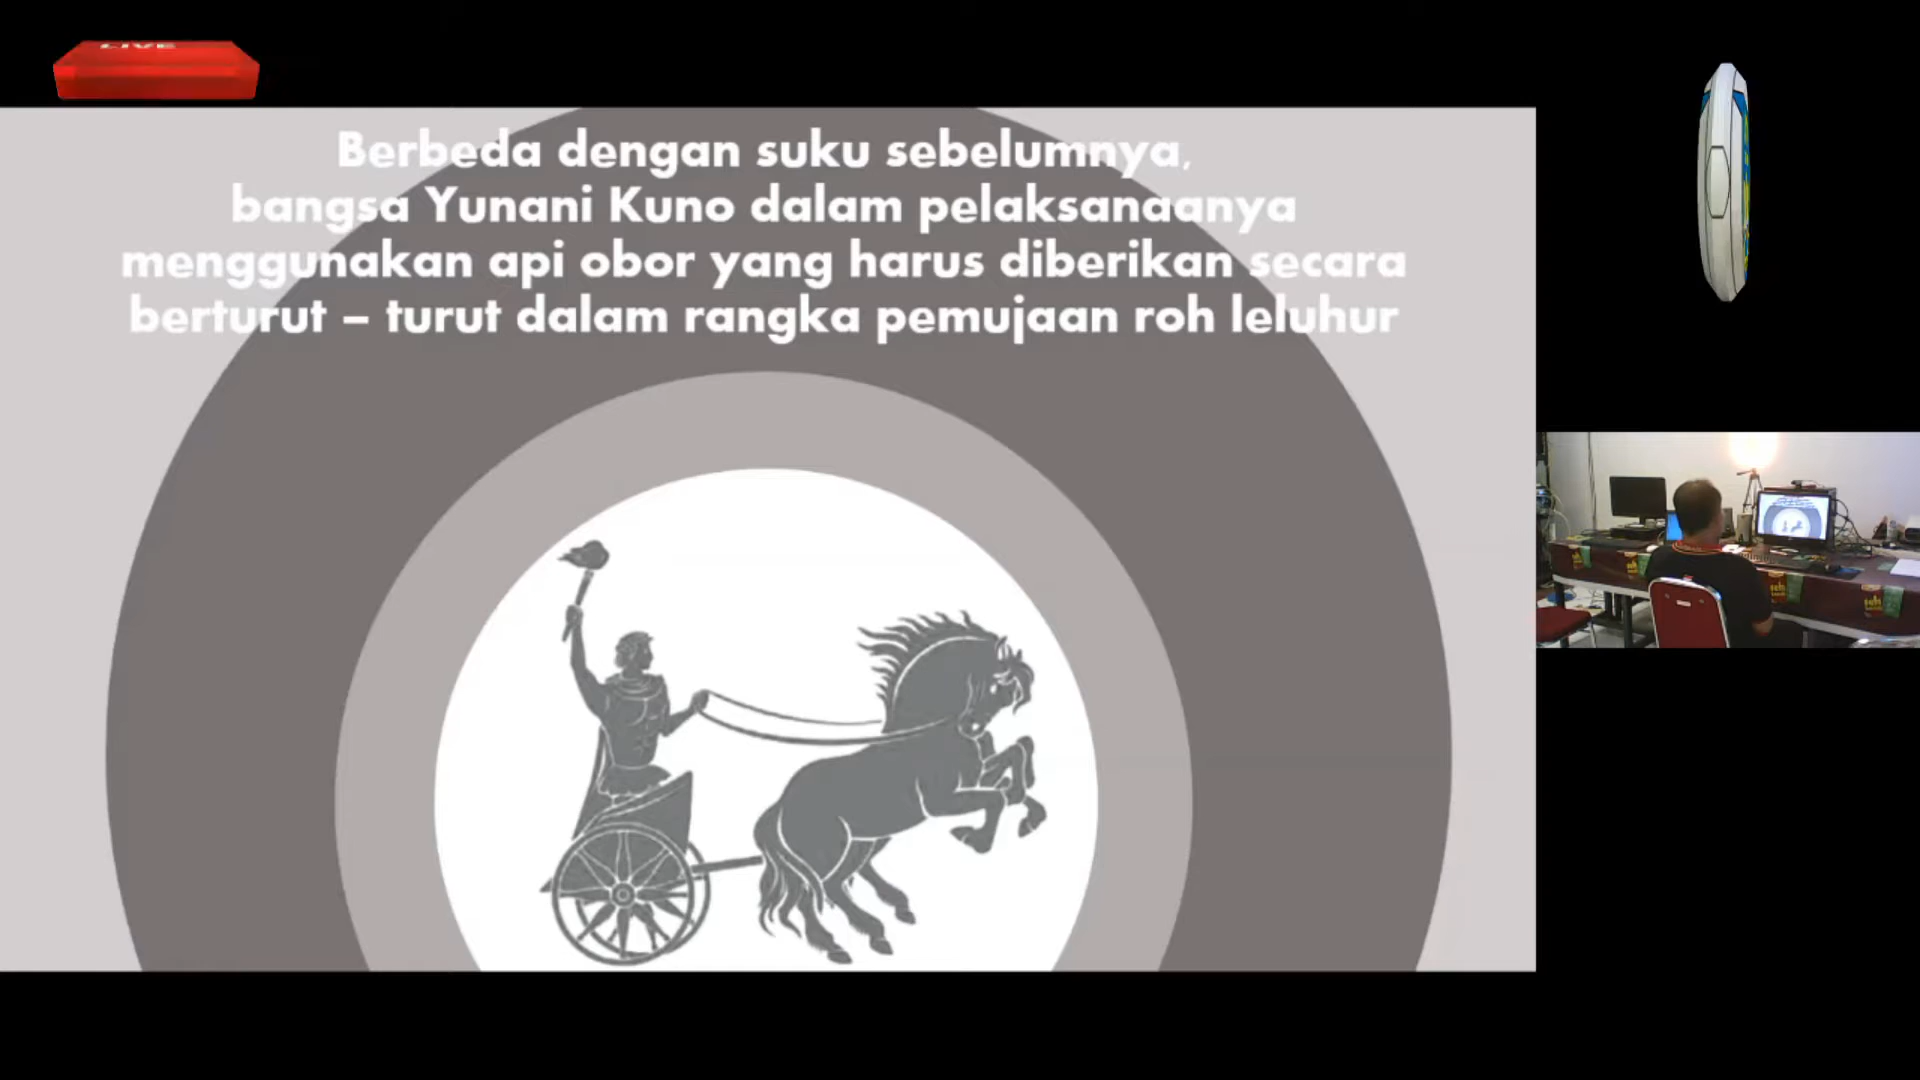 LIVE
Berbeda dengan suku sebelumnya,
bangsa Yunani Kuno dalam pelaksanaanya
menggunakan api obor yang harus diberikan secara
berturut – turut dalam rangka pemujaan roh leluhur